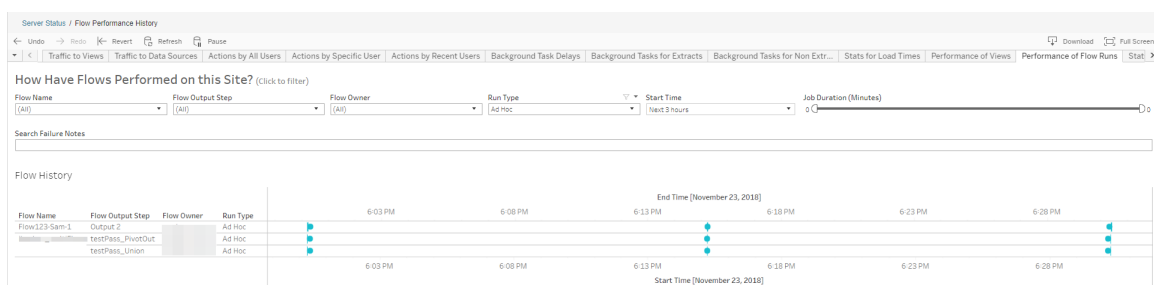 Server Status / Flow Performance History
Undo Redo Revert Refresh Pause Download Full Screen
Traffic to Views Traffic to Data Sources Actions by All Users Actions by Specific User Actions by Recent Users Background Task Delays Background Tasks for Extracts Background Tasks for Non Extr... Stats for Load Times Performance of Views Performance of Flow Runs Stat
How Have Flows Performed on this Site? (Click to filter)
Flow Name Flow Output Step Flow Owner Run Type Start Time Job Duration (Minutes)
(All) (All) (All) Ad Hoc Next 3 hours 0 0
Search Failure Notes
Flow History
End Time [November 23, 2018]
6:03 PM 6:08 PM 6:13 PM 6:18 PM 6:23 PM 6:28 PM
Flow Name Flow Output Step Flow Owner Run Type
Flow123-Sam-1 Output 2 Ad Hoc
testPass_PivotOut Ad Hoc
testPass_Union Ad Hoc
6:03 PM 6:08 PM 6:13 PM 6:18 PM 6:23 PM 6:28 PM
Start Time [November 23, 2018]